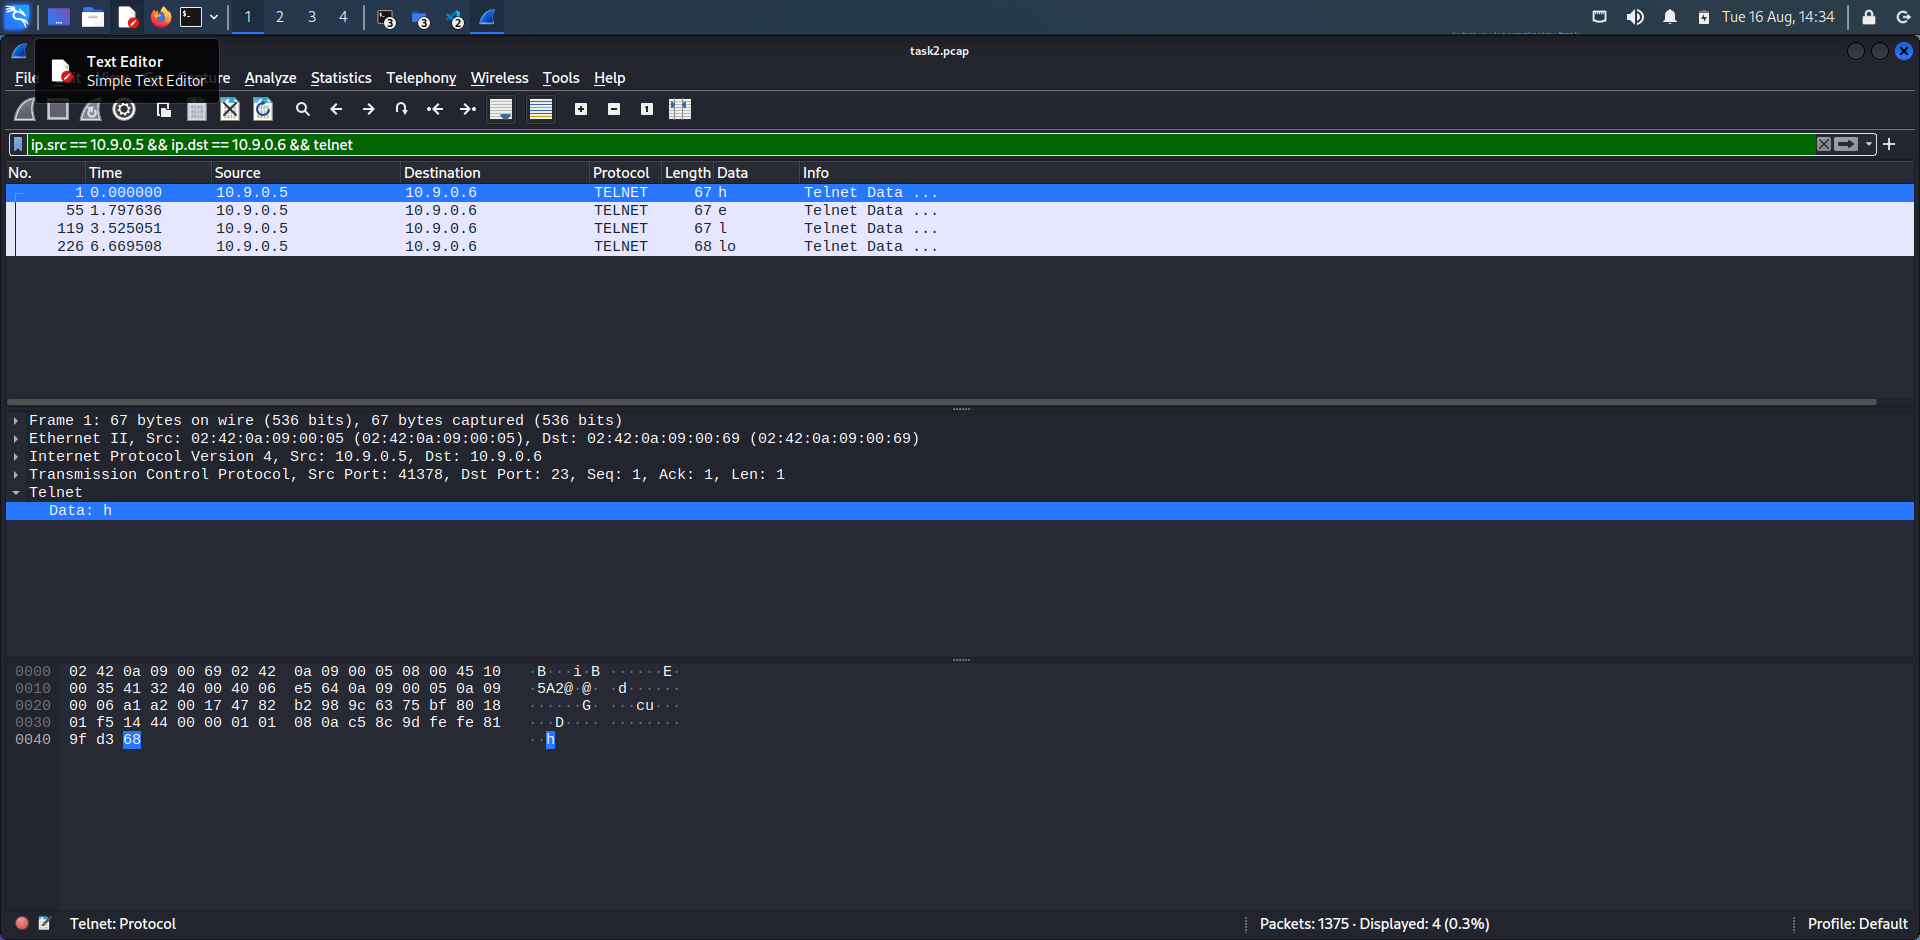 1 2 3 4 3 3 2 Tue 16 Aug, 14:34
task2.pcap
Text Editor
Simple Text Editor
File Analyze Statistics Telephony Wireless Tools Help
ip.src == 10.9.0.5 && ip.dst == 10.9.0.6 && telnet
No. Time Source Destination Protocol Length Data Info
1 0.000000 10.9.0.5 10.9.0.6 TELNET 67 h Telnet Data ...
55 1.797636 10.9.0.5 10.9.0.6 TELNET 67 e Telnet Data ...
119 3.525051 10.9.0.5 10.9.0.6 TELNET 67 l Telnet Data ...
226 6.669508 10.9.0.5 10.9.0.6 TELNET 68 lo Telnet Data ...
Frame 1: 67 bytes on wire (536 bits), 67 bytes captured (536 bits)
Ethernet II, Src: 02:42:0a:09:00:05 (02:42:0a:09:00:05), Dst: 02:42:0a:09:00:69 (02:42:0a:09:00:69)
Internet Protocol Version 4, Src: 10.9.0.5, Dst: 10.9.0.6
Transmission Control Protocol, Src Port: 41378, Dst Port: 23, Seq: 1, Ack: 1, Len: 1
Telnet
Data: h
0000 02 42 0a 09 00 69 02 42 0a 09 00 05 08 00 45 10 ·B···i·B ······E·
0010 00 35 41 32 40 00 40 06 e5 64 0a 09 00 05 0a 09 ·5A2@·@· ·d······
0020 00 06 a1 a2 00 17 47 82 b2 98 9c 63 75 bf 80 18 ······G· ···cu···
0030 01 f5 14 44 00 00 01 01 08 0a c5 8c 9d fe fe 81 ···D···· ········
0040 9f d3 68 ··h
Telnet: Protocol Packets: 1375 · Displayed: 4 (0.3%) Profile: Default